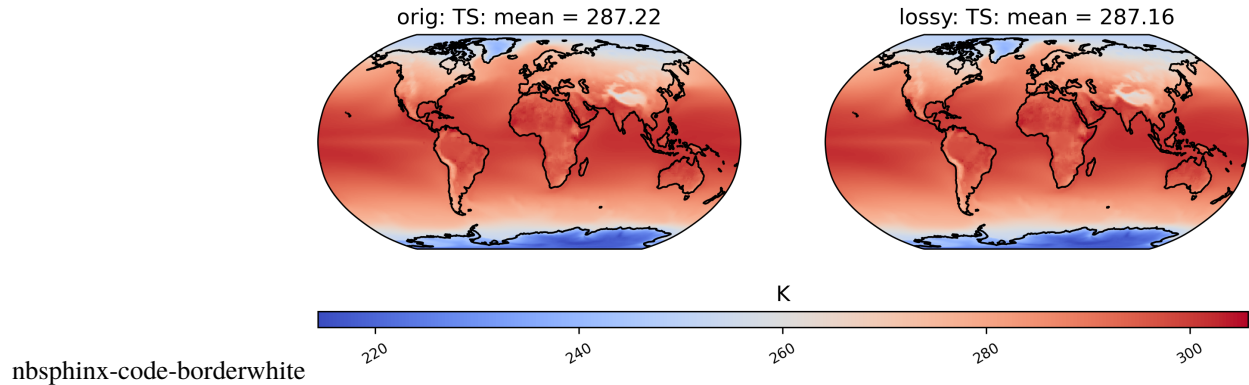 orig: TS: mean = 287.22
lossy: TS: mean = 287.16
K
220 240 260 280 300
nbsphinx-code-borderwhite